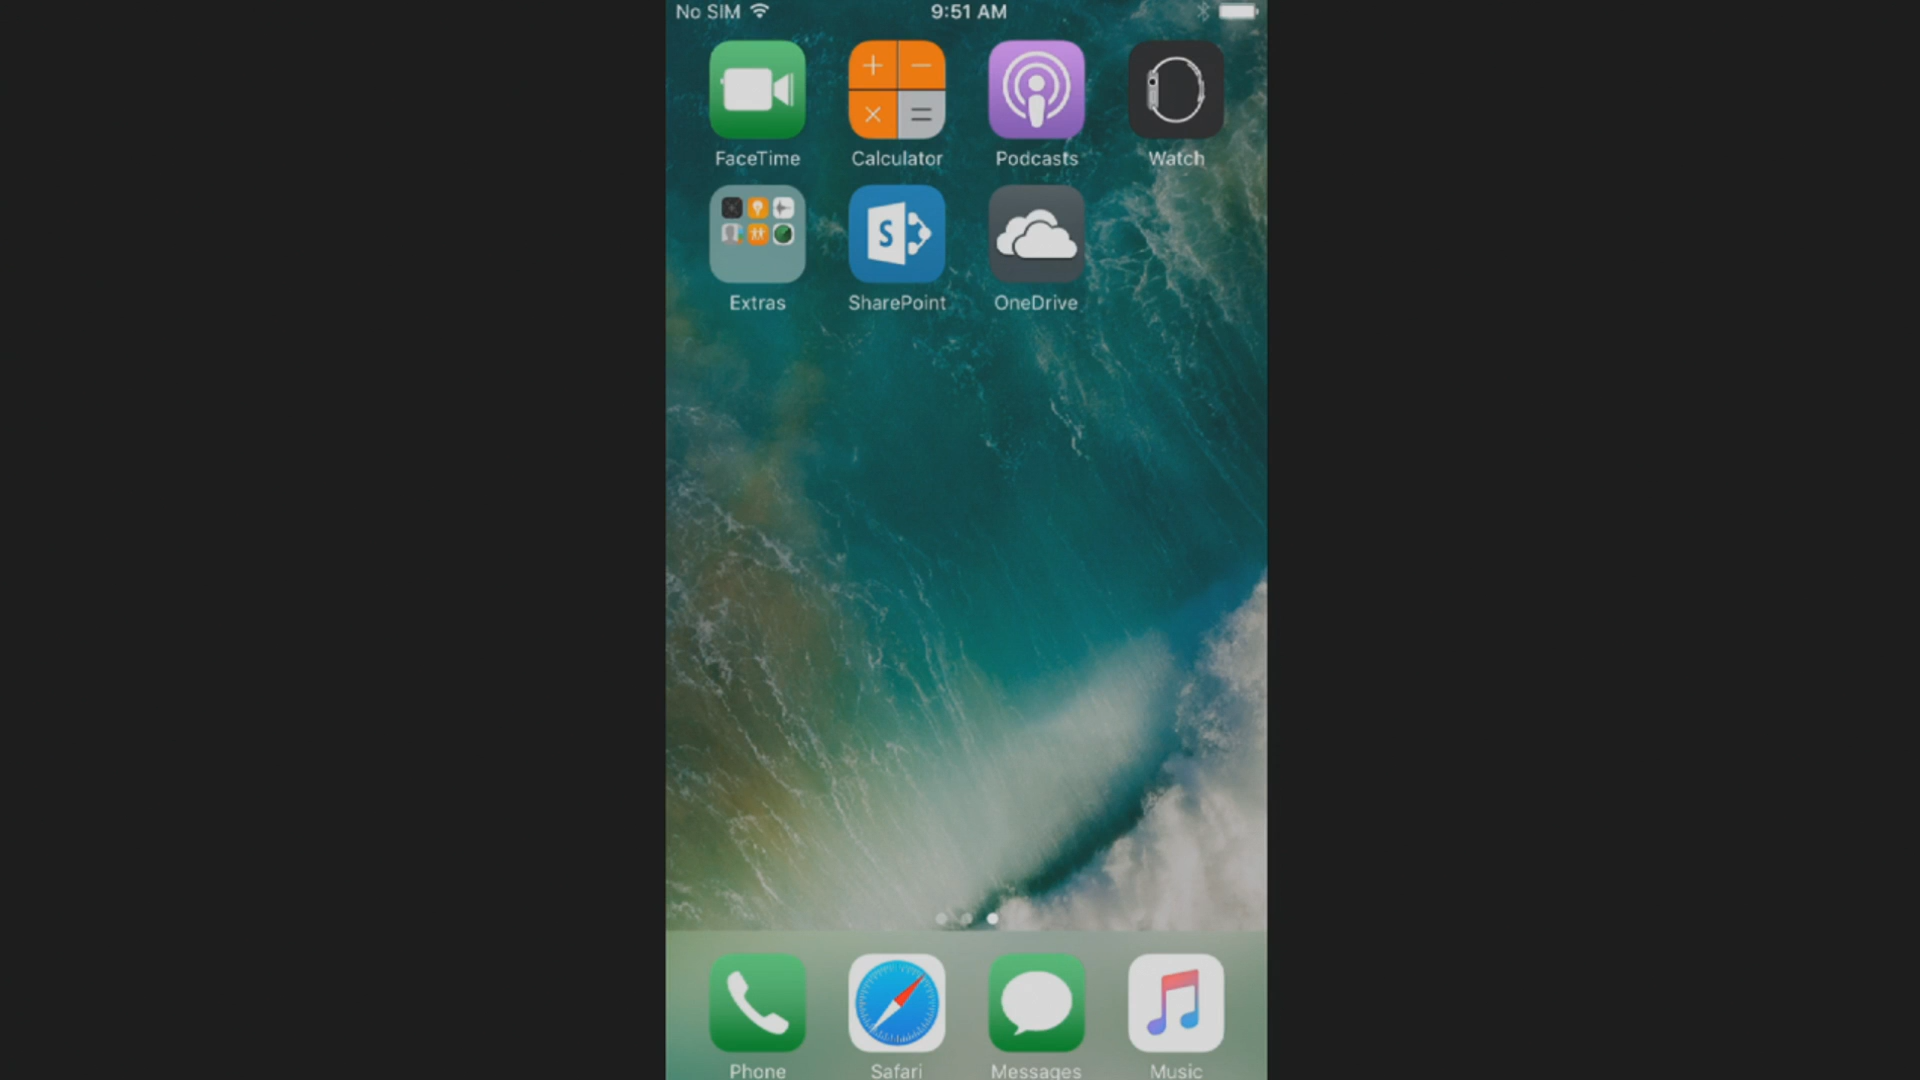 No SIM 9:51 AM
FaceTime Calculator Podcasts Watch
S
Extras SharePoint OneDrive
Phone Safari Messages Music